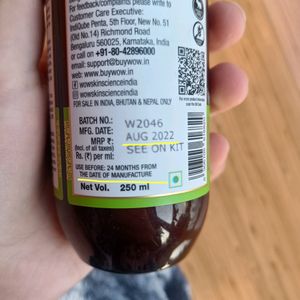 For feedback/complaints please write to
Customer Care Executive:
Pentа, 5th Floor, New No. 51
(Old No.14) Richmond Road
Bengaluru 560025, Karnataka, India
or call on +91-80-42896000
email: support@buywow.in
www.buywow.in
wowskinscienceindia
WOWSKINSCIENCEINDIA
FOR SALE IN INDIA, BHUTAN & NEPAL ONLY
BATCH NO.: W2046
MFG. DATE: AUG 2022
MRP ₹: SEE ON KIT
(Incl. of all taxes)
Rs. (₹) per ml:
USE BEFORE: 24 MONTHS FROM
THE DATE OF MANUFACTURE
Net Vol. 250 ml